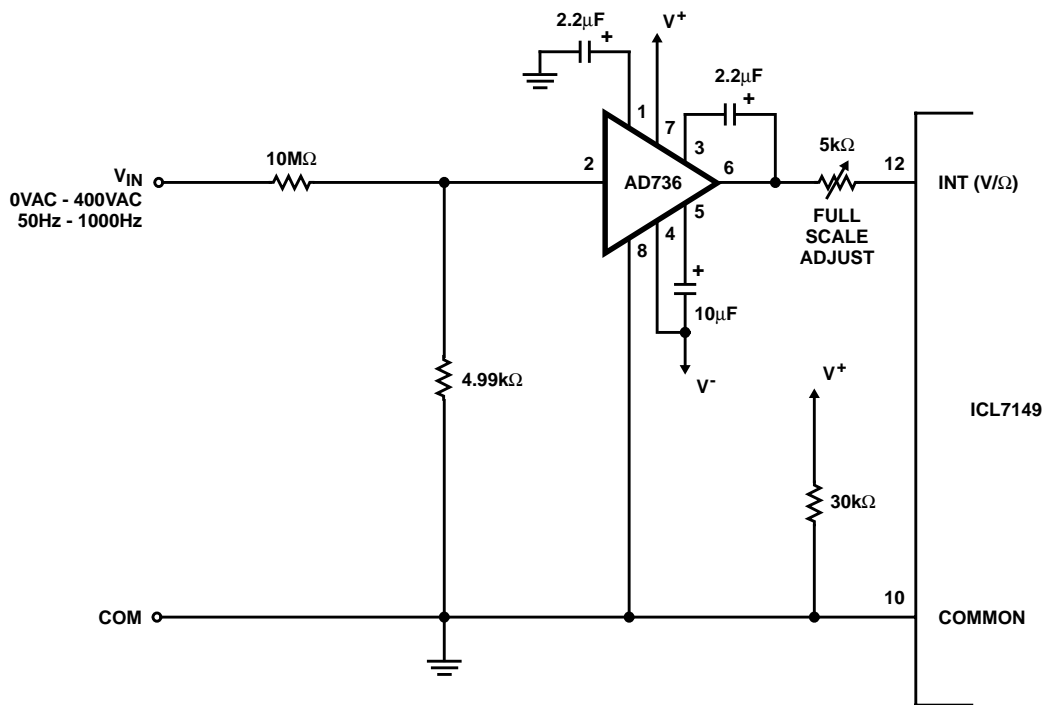 2.2µF
+
V+
2.2µF
+
1
7
3
10MΩ
2
AD736
6
5kΩ
12
VIN
0VAC - 400VAC
50Hz - 1000Hz
INT (V/Ω)
5
4
8
FULL
SCALE
ADJUST
+
10µF
V-
4.99kΩ
V+
ICL7149
30kΩ
10
COM
COMMON